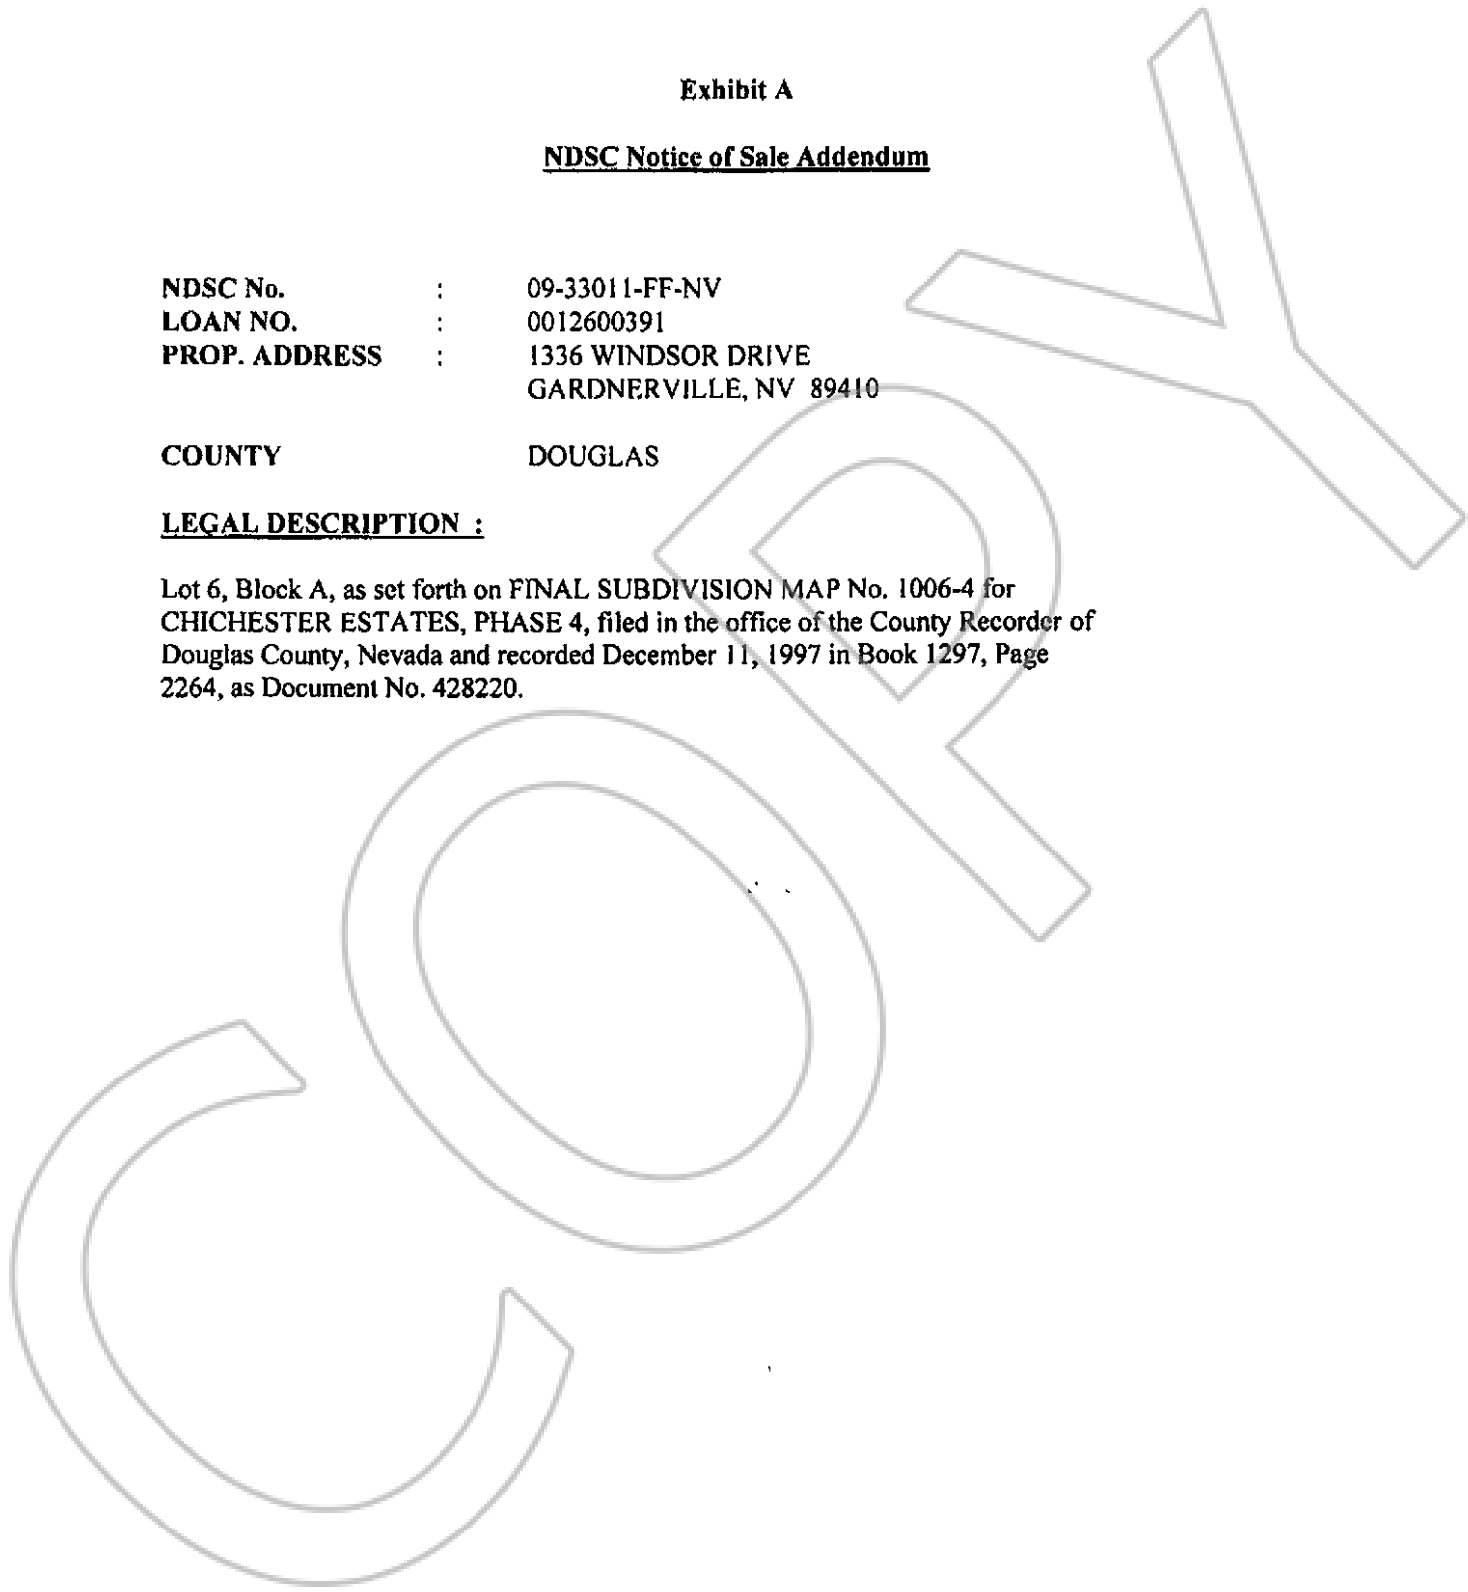 Exhibit A
NDSC Notice of Sale Addendum
NDSC No. : 09-33011-FF-NV
LOAN NO. : 0012600391
PROP. ADDRESS : 1336 WINDSOR DRIVE
GARDNERVILLE, NV 89410
COUNTY DOUGLAS
LEGAL DESCRIPTION :
Lot 6, Block A, as set forth on FINAL SUBDIVISION MAP No. 1006-4 for
CHICHESTER ESTATES, PHASE 4, filed in the office of the County Recorder of
Douglas County, Nevada and recorded December 11, 1997 in Book 1297, Page
2264, as Document No. 428220.
COPY